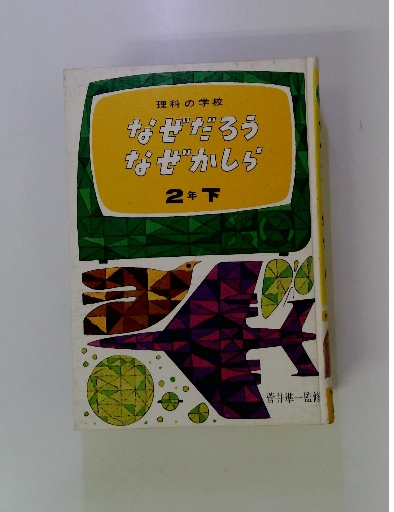 理科の学校
なぜだろう
なぜかしら
2年下
菅井準一監修